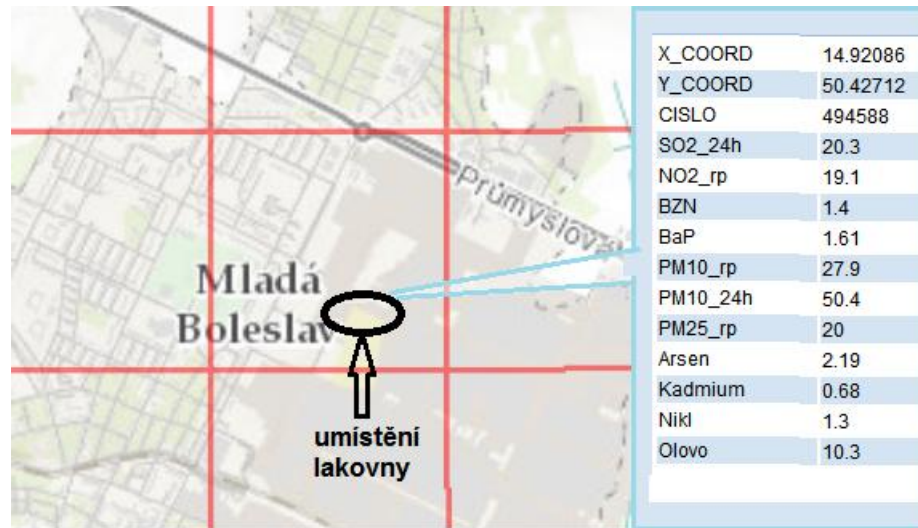 Průmyslová
Mladá
Boleslav
umístění
lakovny
X_COORD 14.92086
Y_COORD 50.42712
CISLO 494588
SO2_24h 20.3
NO2_rp 19.1
BZN 1.4
BaP 1.61
PM10_rp 27.9
PM10_24h 50.4
PM25_rp 20
Arsen 2.19
Kadmium 0.68
Nikl 1.3
Olovo 10.3